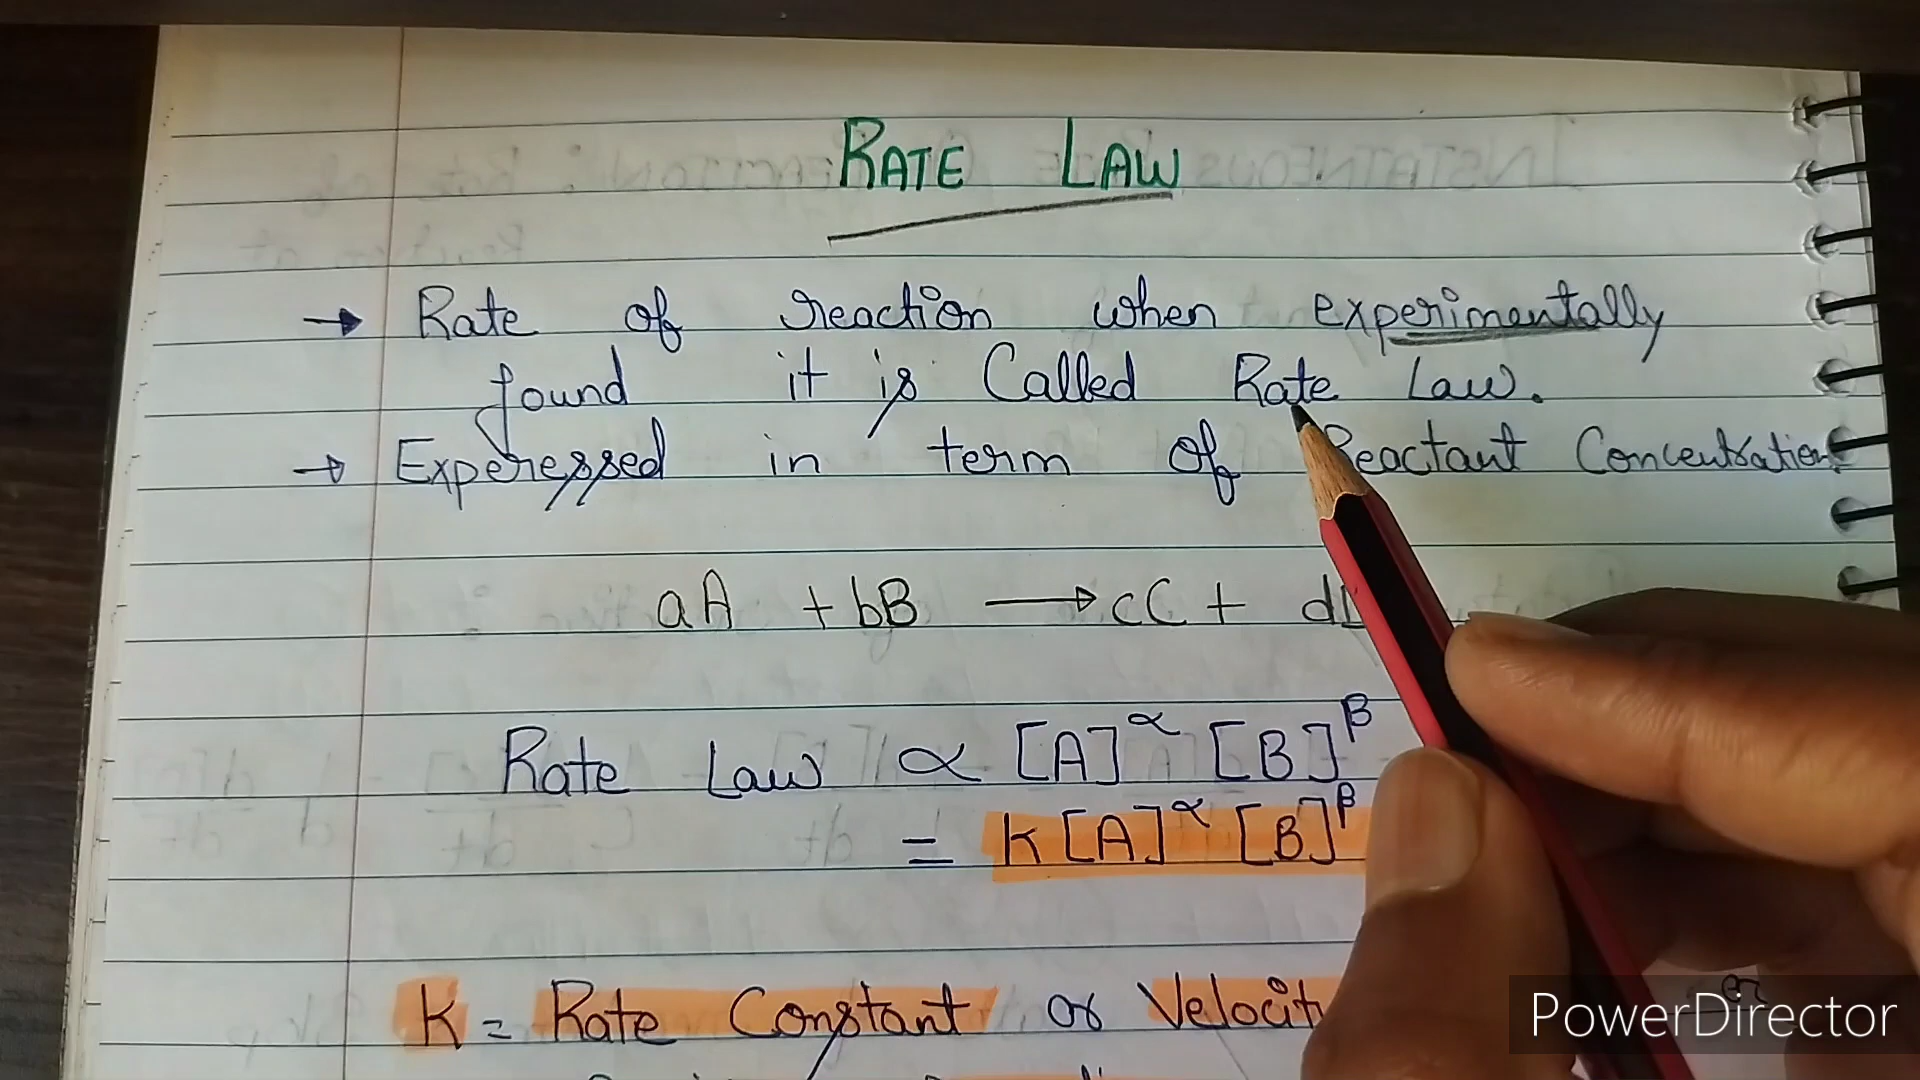 RATE LAW
→ Rate of reaction when experimentally
found it is Called Rate Law.
→ Experessed in term of Reactant Concentration.
aA + bB → cC +
Rate Law ∝ [A]^α [B]^β
= K[A]^α [B]^β
K = Rate Constant or
PowerDirector